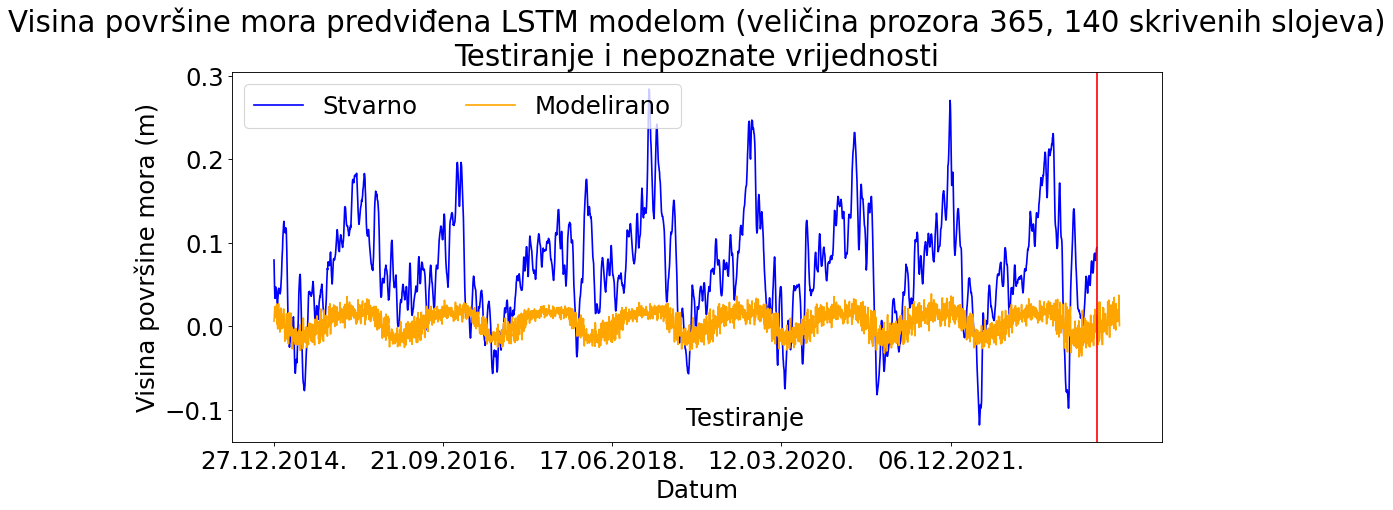 Visina površine mora predviđena LSTM modelom (veličina prozora 365, 140 skrivenih slojeva)
Testiranje i nepoznate vrijednosti
Stvarno
Modelirano
Visina površine mora (m)
0.3
0.2
0.1
0.0
−0.1
Testiranje
27.12.2014.
21.09.2016.
17.06.2018.
12.03.2020.
06.12.2021.
Datum